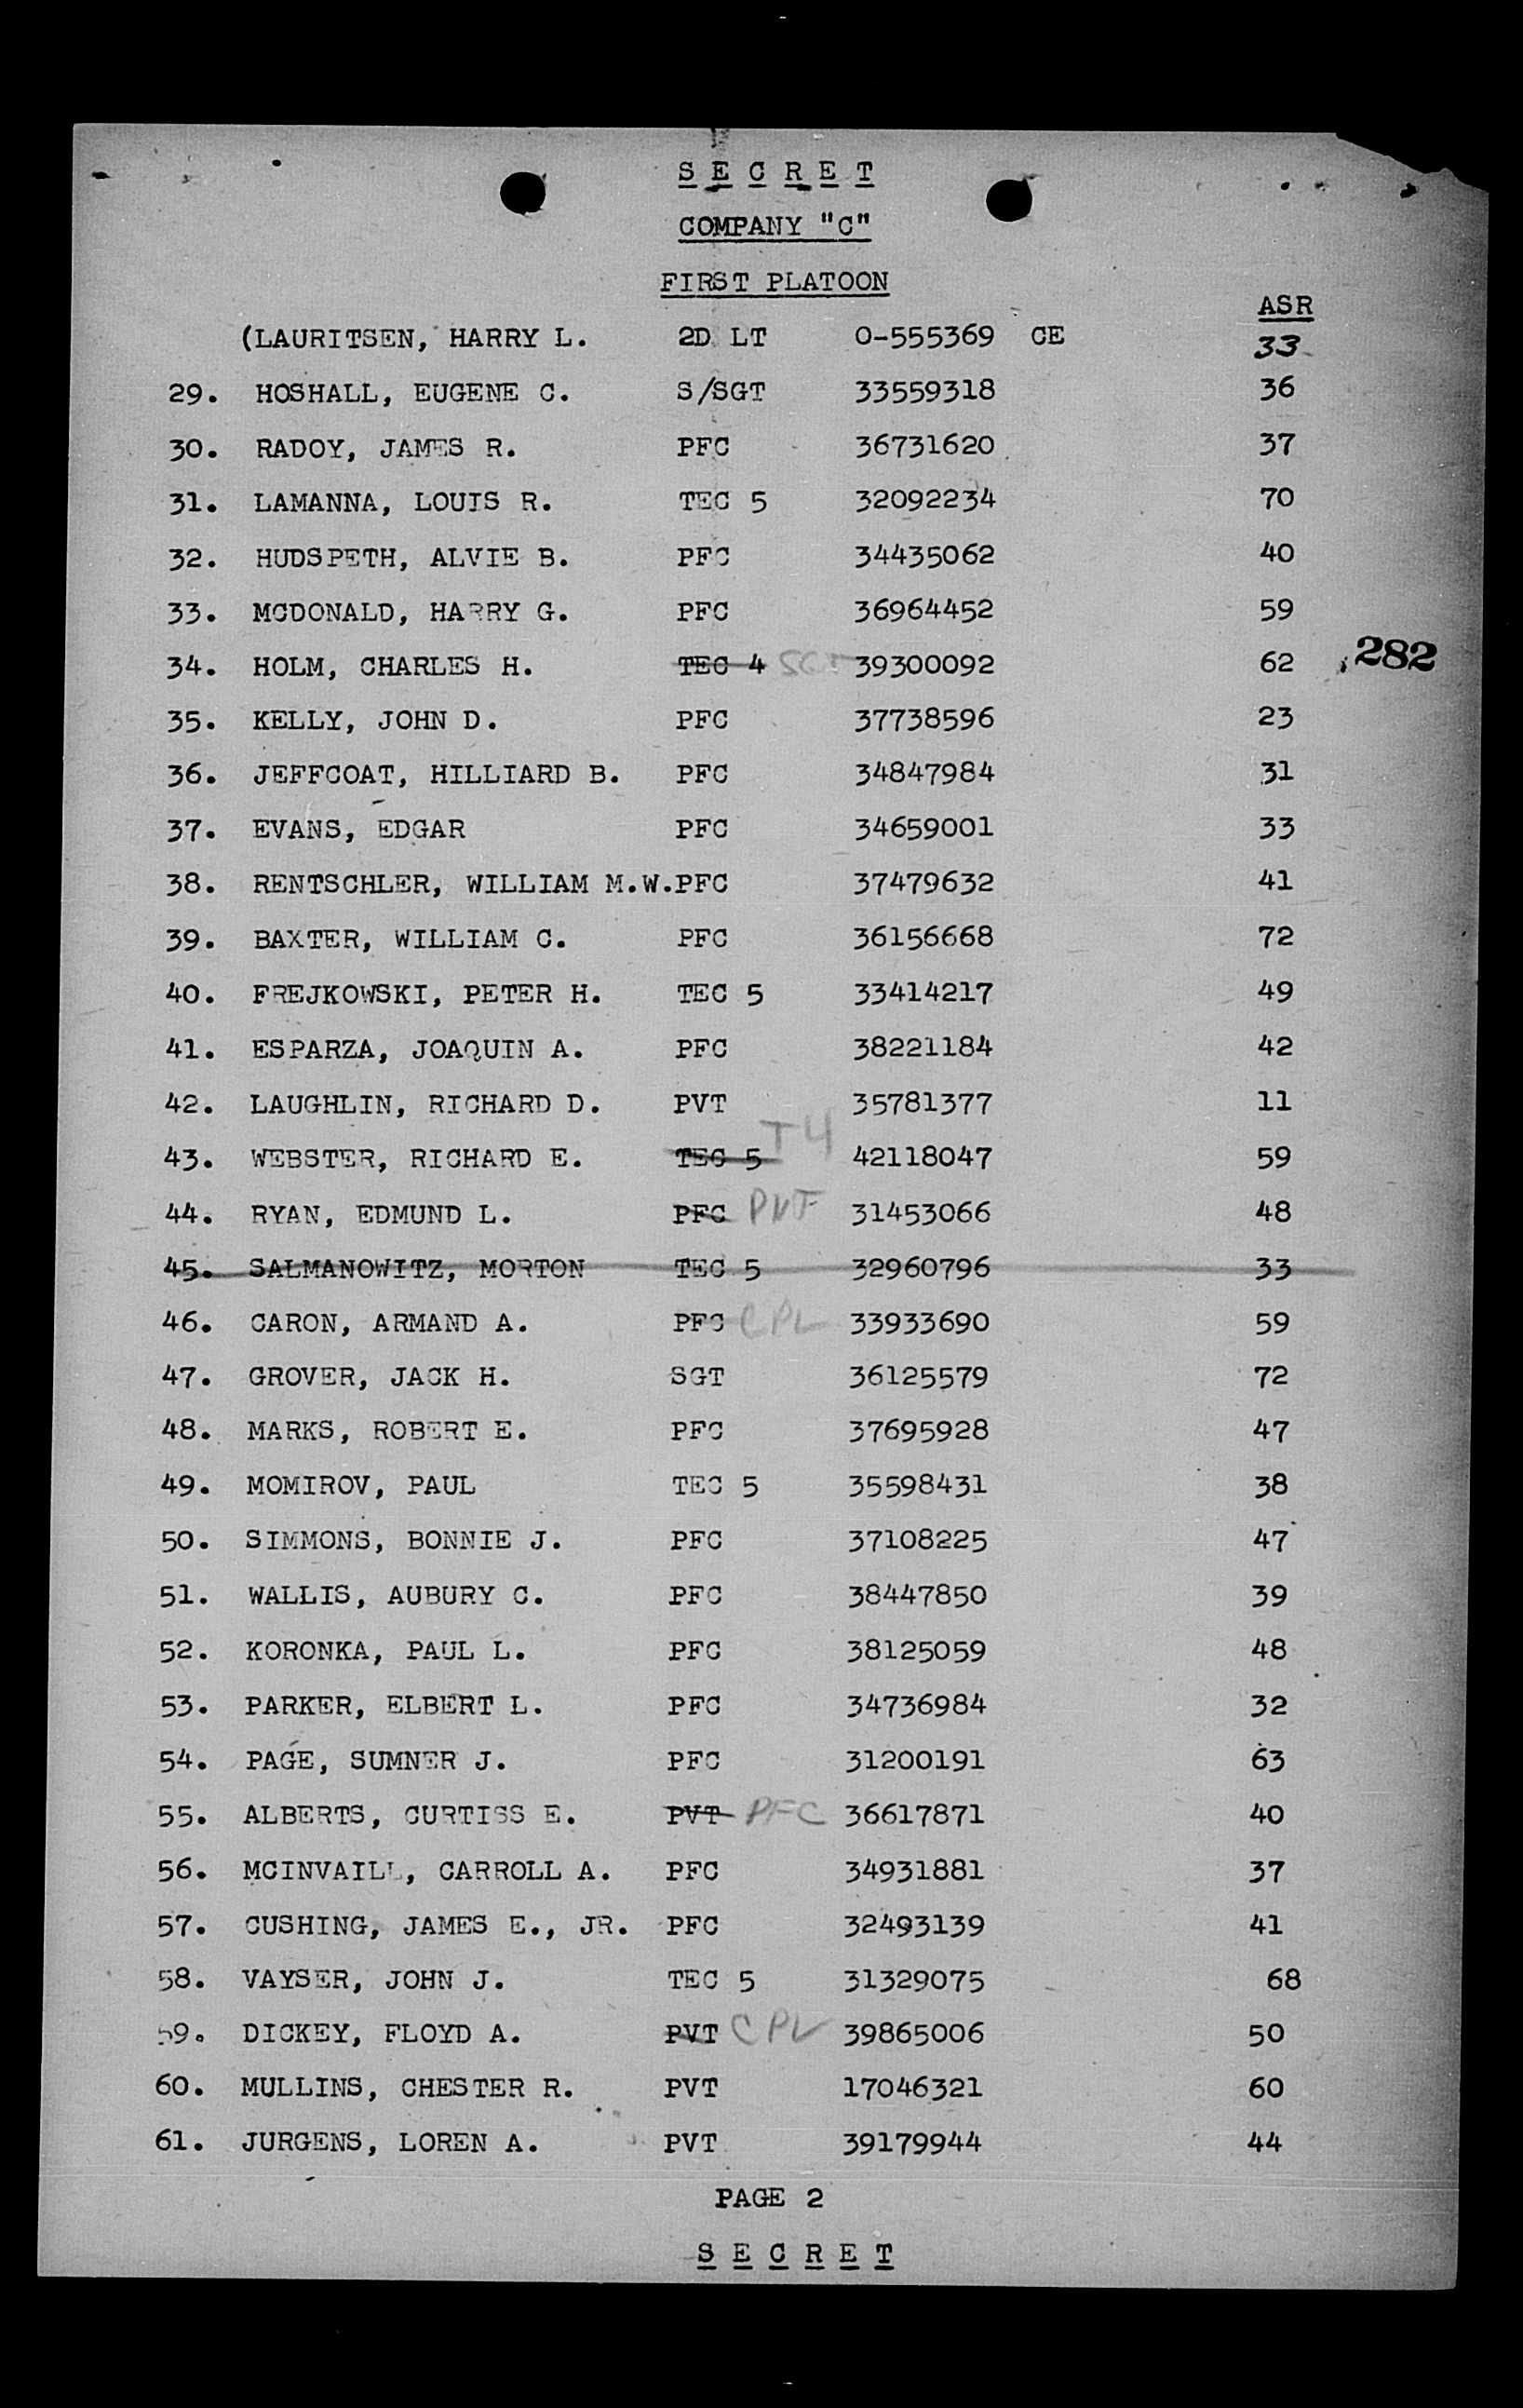 S E C R E T
COMPANY "C"
FIRST PLATOON
ASR
(LAURITSEN, HARRY L. 2D LT O-555369 CE 33
29. HOSHALL, EUGENE C. S/SGT 33559318 36
30. RADOY, JAMES R. PFC 36731620 37
31. LAMANNA, LOUIS R. TEC 5 32092234 70
32. HUDSPETH, ALVIE B. PFC 34435062 40
33. MCDONALD, HARRY G. PFC 36964452 59
34. HOLM, CHARLES H. TEC 4 SGT 39300092 62 282
35. KELLY, JOHN D. PFC 37738596 23
36. JEFFCOAT, HILLIARD B. PFC 34847984 31
37. EVANS, EDGAR PFC 34659001 33
38. RENTSCHLER, WILLIAM M.W.PFC 37479632 41
39. BAXTER, WILLIAM C. PFC 36156668 72
40. FREJKOWSKI, PETER H. TEC 5 33414217 49
41. ESPARZA, JOAQUIN A. PFC 38221184 42
42. LAUGHLIN, RICHARD D. PVT 35781377 11
43. WEBSTER, RICHARD E. TEC 5 T4 42118047 59
44. RYAN, EDMUND L. PFC PVT 31453066 48
45. SALMANOWITZ, MORTON TEC 5 32960796 33
46. CARON, ARMAND A. PFC CPL 33933690 59
47. GROVER, JACK H. SGT 36125579 72
48. MARKS, ROBERT E. PFC 37695928 47
49. MOMIROV, PAUL TEC 5 35598431 38
50. SIMMONS, BONNIE J. PFC 37108225 47
51. WALLIS, AUBURY C. PFC 38447850 39
52. KORONKA, PAUL L. PFC 38125059 48
53. PARKER, ELBERT L. PFC 34736984 32
54. PAGE, SUMNER J. PFC 31200191 63
55. ALBERTS, CURTISS E. PVT PFC 36617871 40
56. MCINVAILL, CARROLL A. PFC 34931881 37
57. CUSHING, JAMES E., JR. PFC 32493139 41
58. VAYSER, JOHN J. TEC 5 31329075 68
59. DICKEY, FLOYD A. PVT CPL 39865006 50
60. MULLINS, CHESTER R. PVT 17046321 60
61. JURGENS, LOREN A. PVT 39179944 44
PAGE 2
S E C R E T